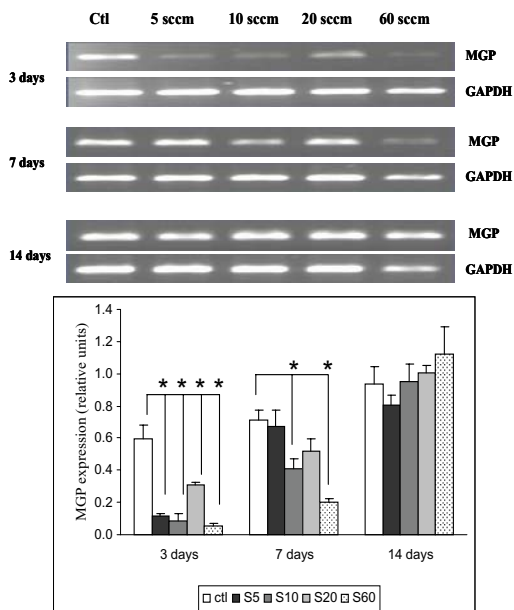 Ctl 5 sccm 10 sccm 20 sccm 60 sccm
MGP
3 days
GAPDH
MGP
7 days
GAPDH
MGP
14 days
GAPDH
MGP expression (relative units)
1.4
1.2
1.0
0.8
0.6
0.4
0.2
0.0
* * * *
* *
3 days 7 days 14 days
ctl S5 S10 S20 S60